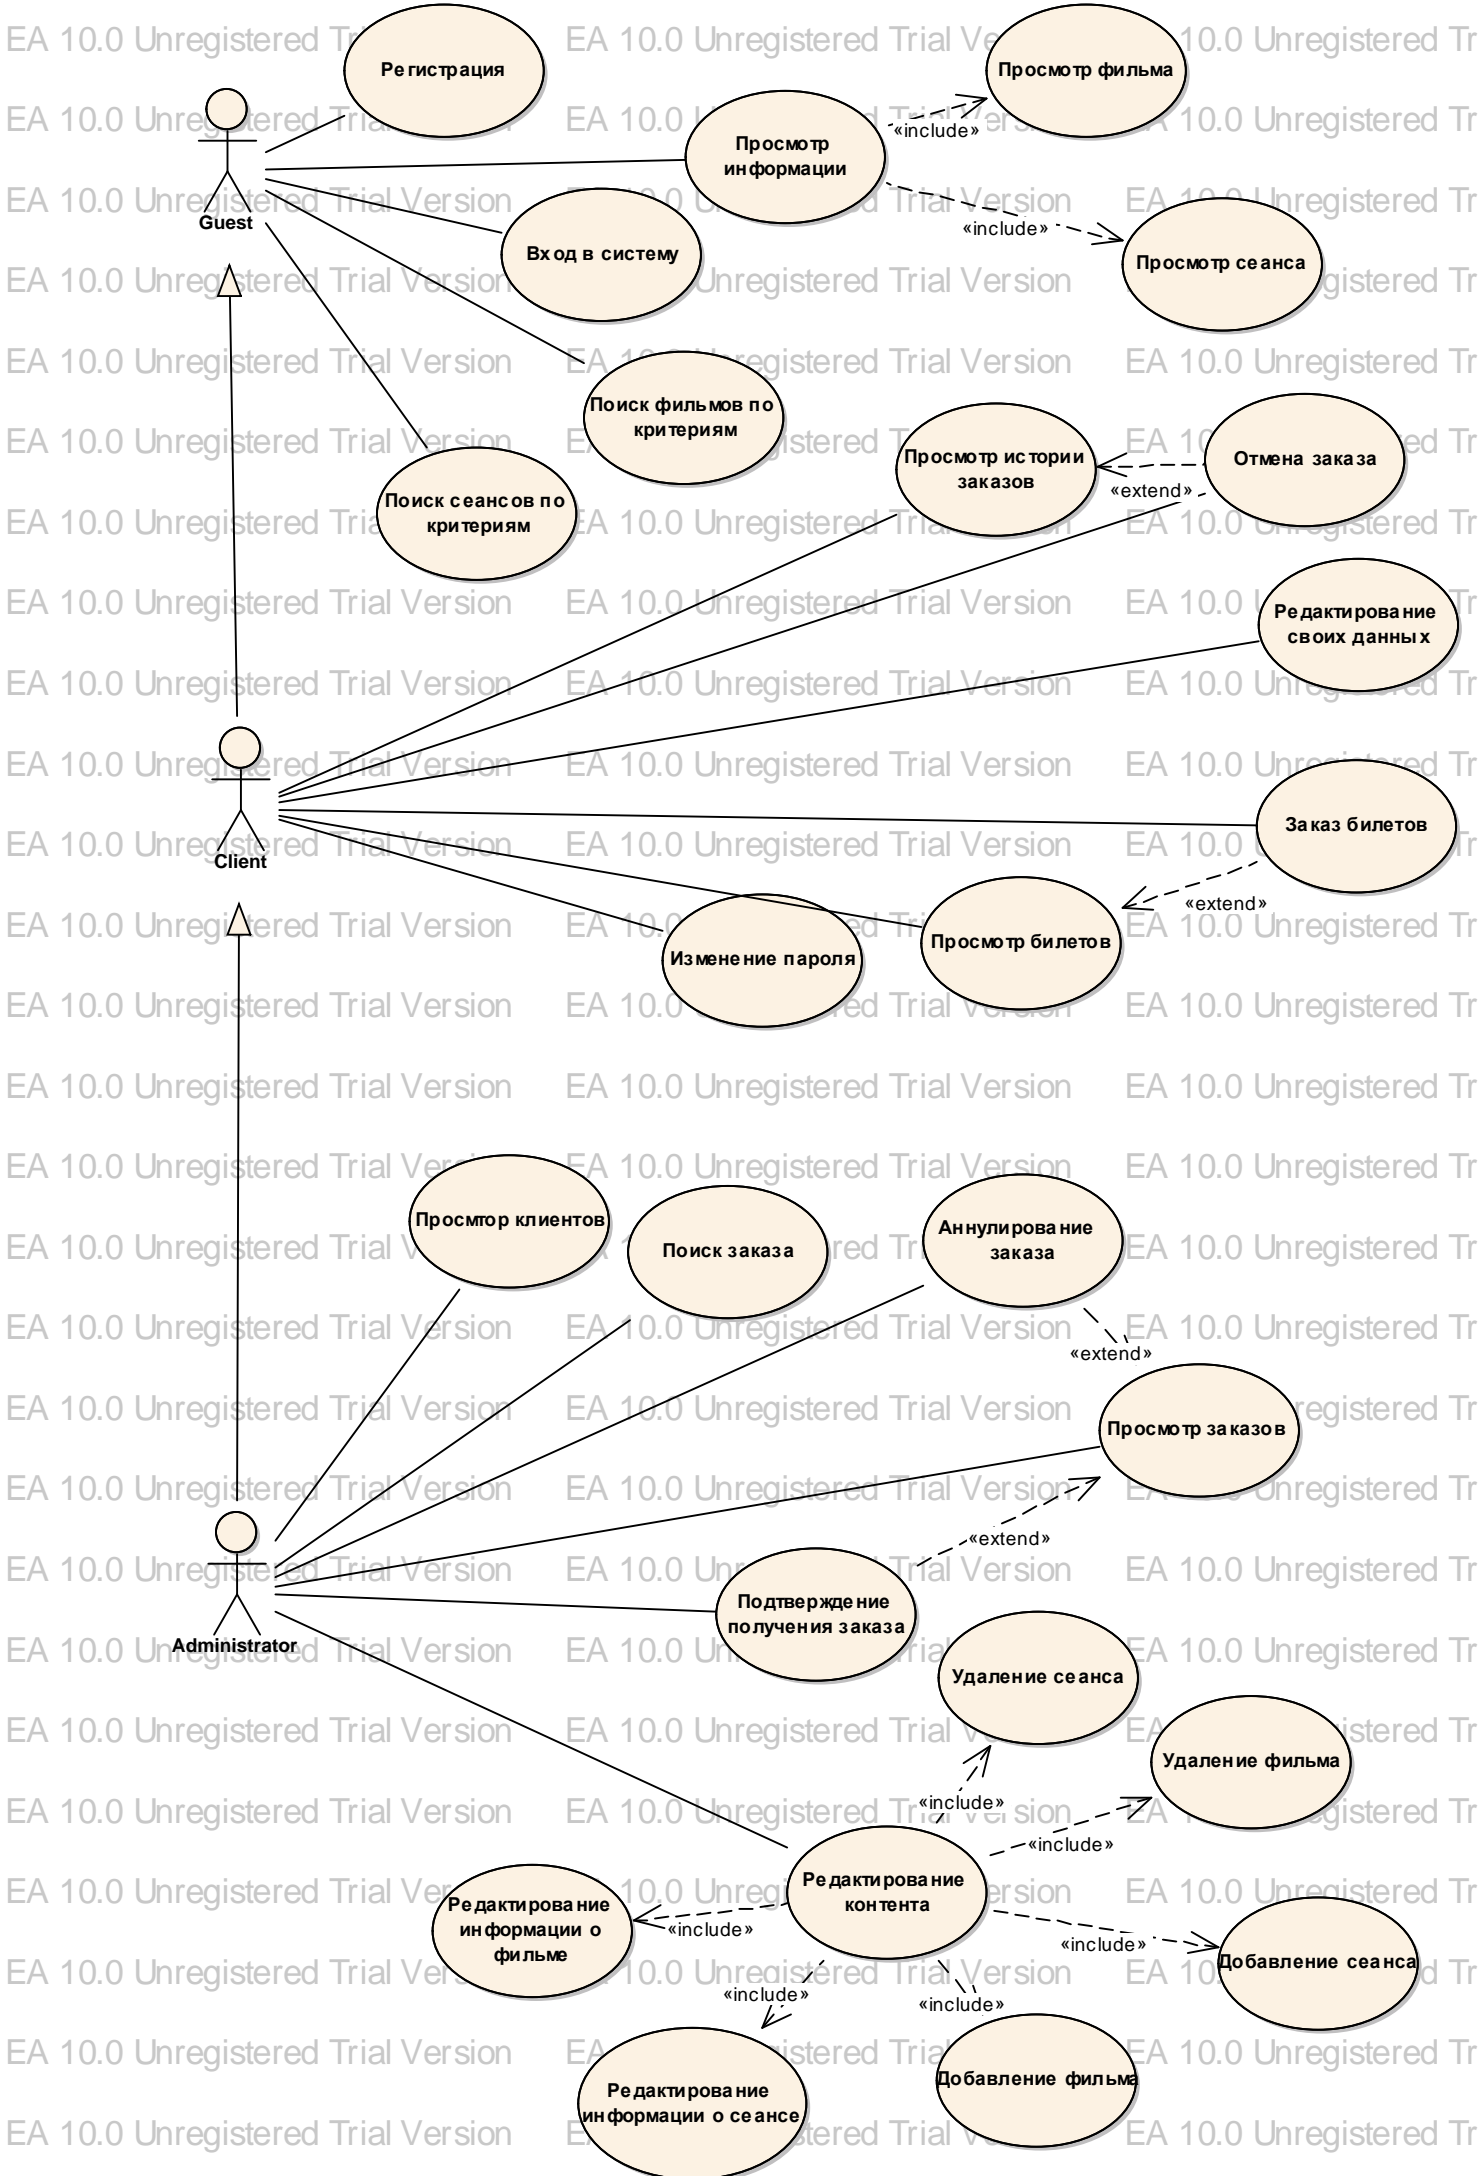 Регистрация
Просмотр фильма
«include»
Просмотр
информации
Guest
«include»
Вход в систему
Просмотр сеанса
Поиск фильмов по
критериям
Просмотр истории
заказов
Отмена заказа
«extend»
Поиск сеансов по
критериям
Редактирование
своих данных
Заказ билетов
Client
«extend»
Просмотр билетов
Изменение пароля
Просмтор клиентов
Поиск заказа
Аннулирование
заказа
«extend»
Просмотр заказов
«extend»
Подтверждение
получения заказа
Administrator
Удаление сеанса
Удаление фильма
«include»
«include»
Редактирование
контента
Редактирование
информации о
фильме
«include»
«include»
Добавление сеанса
«include»
«include»
Добавление фильма
Редактирование
информации о сеансе
EA 10.0 Unregistered Trial Version